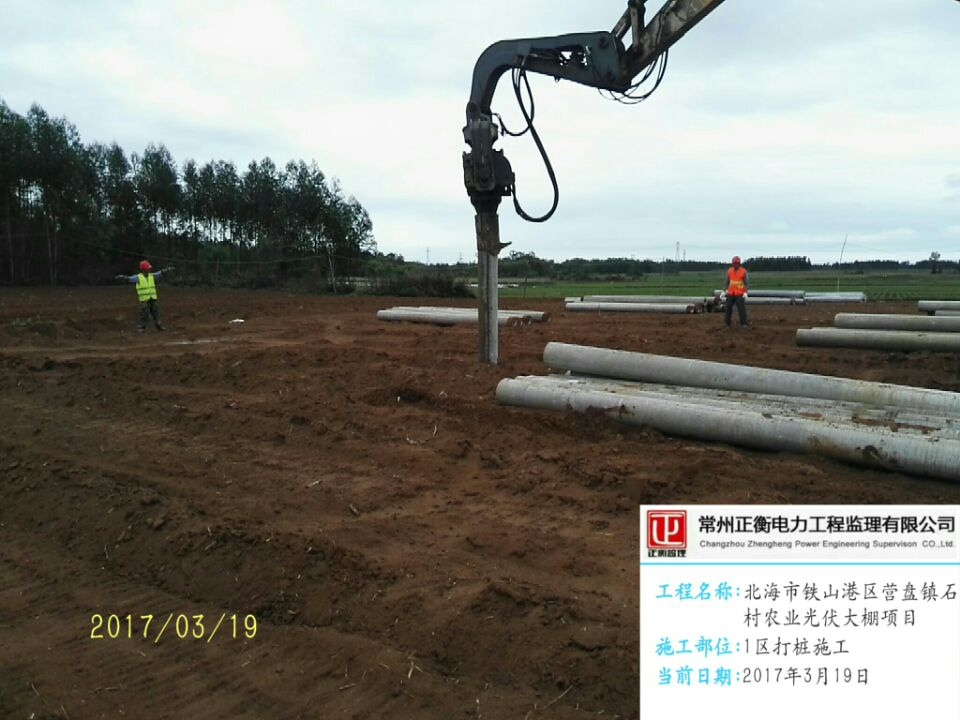 常州正衡电力工程监理有限公司
正衡监理
Changzhou Zhengheng Power Engineering Supervison CO.,Ltd.
工程名称:北海市铁山港区营盘镇石
村农业光伏大棚项目
施工部位:1区打桩施工
当前日期:2017年3月19日
2017/03/19